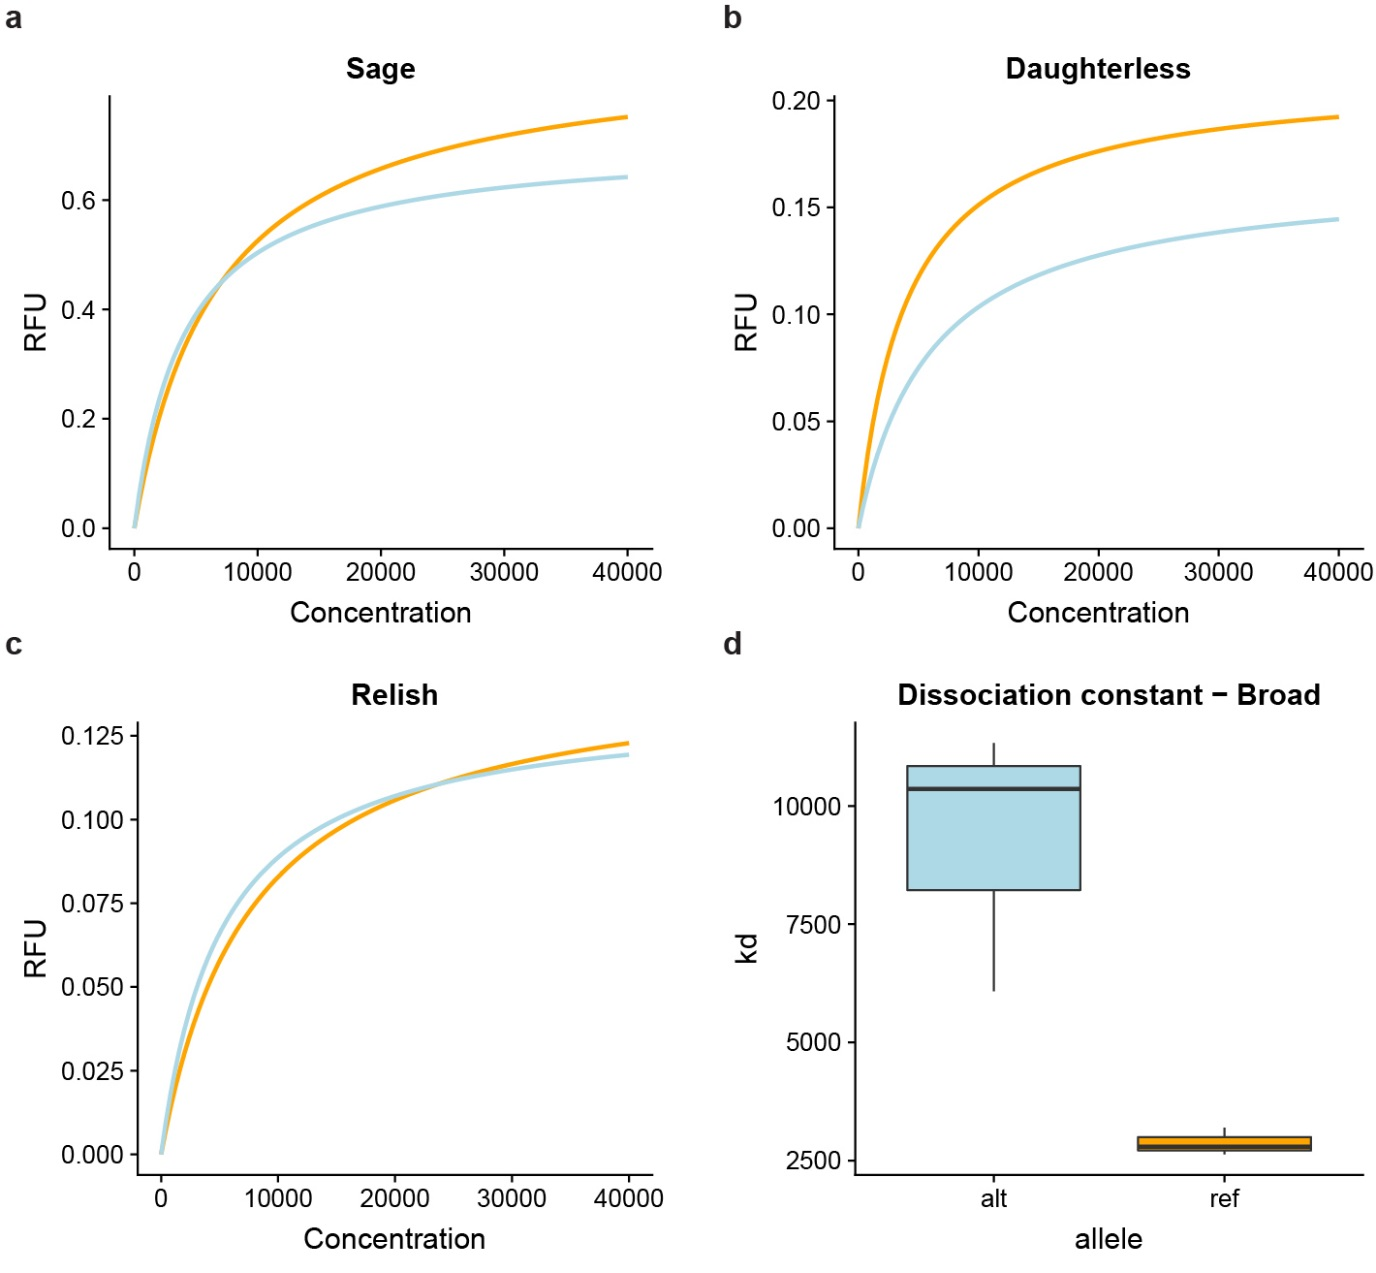 a
Sage
RFU
0.6
0.4
0.2
0.0
0 10000 20000 30000 40000
Concentration
b
Daughterless
RFU
0.20
0.15
0.10
0.05
0.00
0 10000 20000 30000 40000
Concentration
c
Relish
RFU
0.125
0.100
0.075
0.050
0.025
0.000
0 10000 20000 30000 40000
Concentration
d
Dissociation constant − Broad
kd
10000
7500
5000
2500
alt ref
allele